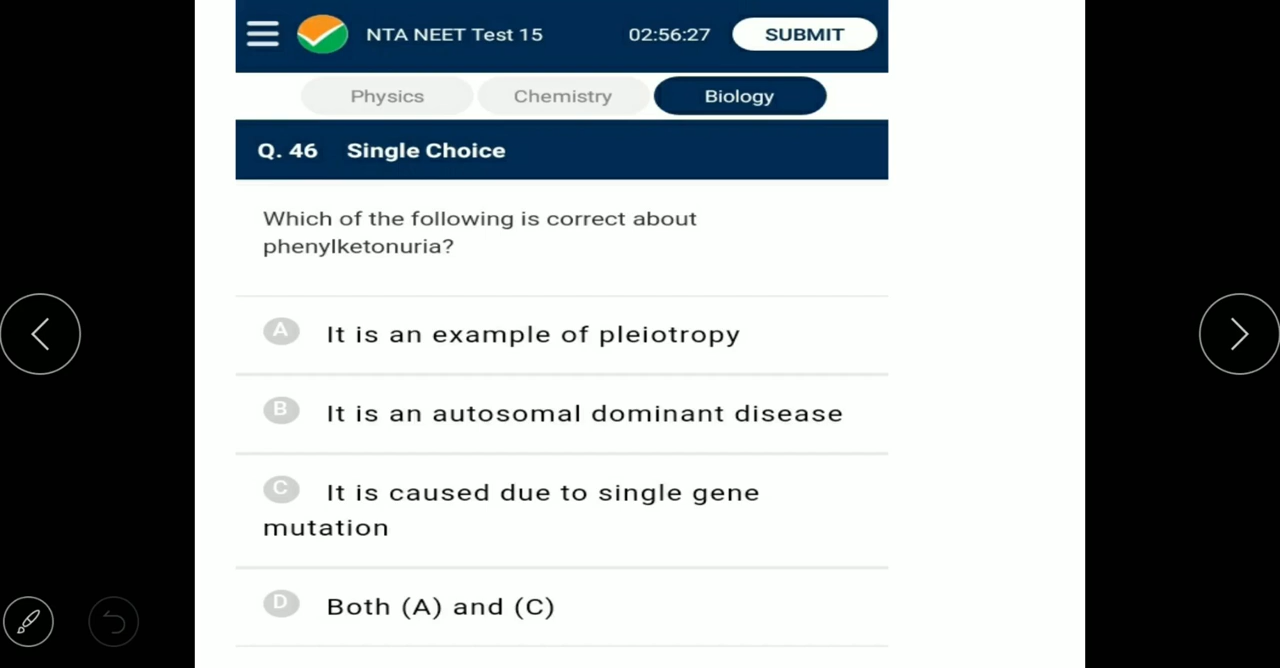 NTA NEET Test 15 02:56:27 SUBMIT
Physics Chemistry Biology
Q. 46 Single Choice
Which of the following is correct about
phenylketonuria?
A It is an example of pleiotropy
B It is an autosomal dominant disease
C It is caused due to single gene
mutation
D Both (A) and (C)